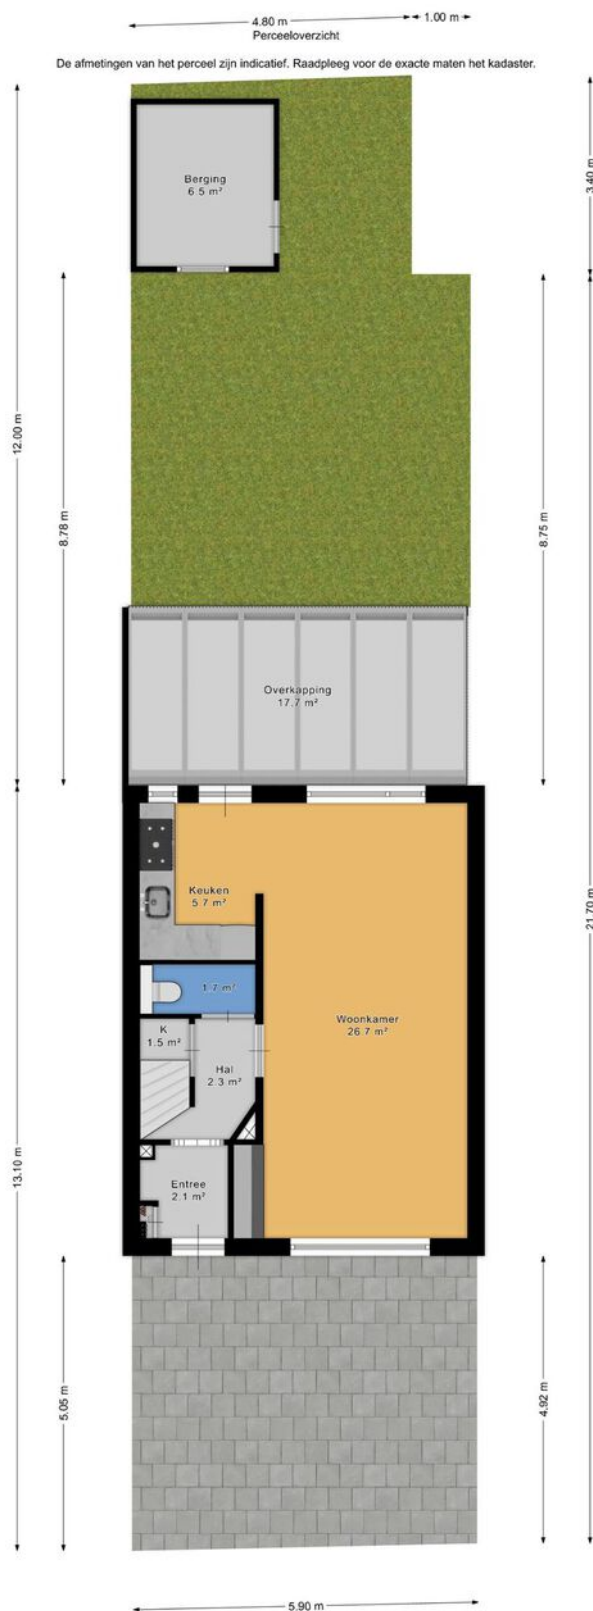 4.80 m
1.00 m
Perceeloverzicht
De afmetingen van het perceel zijn indicatief. Raadpleeg voor de exacte maten het kadaster.
3.40 m
Berging
6.5 m²
12.00 m
8.78 m
8.75 m
Overkapping
17.7 m²
Keuken
5.7 m²
21.70 m
1.7 m²
K
1.5 m²
Hal
2.3 m²
Woonkamer
26.7 m²
13.10 m
Entree
2.1 m²
5.05 m
4.92 m
5.90 m